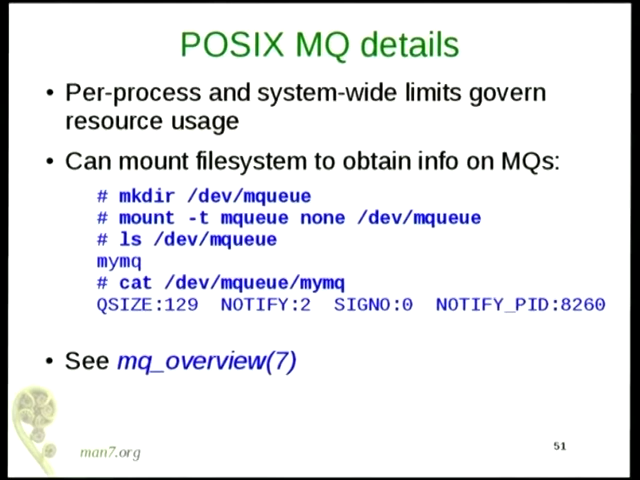 POSIX MQ details
• Per-process and system-wide limits govern
resource usage
• Can mount filesystem to obtain info on MQs:
# mkdir /dev/mqueue
# mount -t mqueue none /dev/mqueue
# ls /dev/mqueue
mymq
# cat /dev/mqueue/mymq
QSIZE:129  NOTIFY:2  SIGNO:0  NOTIFY_PID:8260
• See mq_overview(7)
man7.org
51